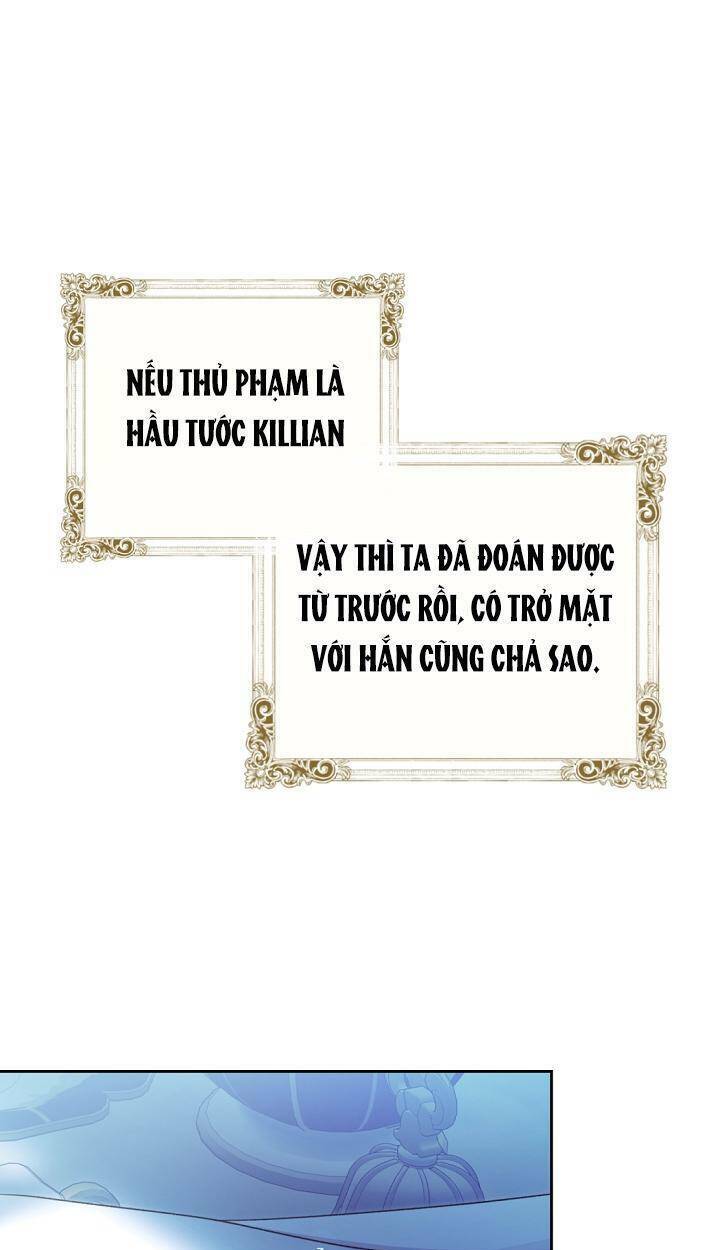 NẾU THỦ PHẠM LÀ
HẦU TƯỚC KILLIAN
VẬY THÌ TA ĐÃ ĐOÁN ĐƯỢC
TỪ TRƯỚC RỒI, CÓ TRỞ MẶT
VỚI HẮN CŨNG CHẢ SAO.